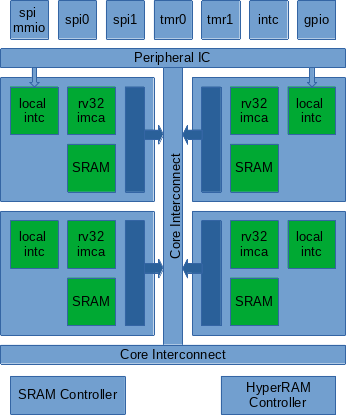 spi
mmio
spi0
spi1
tmr0
tmr1
intc
gpio
Peripheral IC
local
intc
rv32
imca
SRAM
rv32
imca
local
intc
SRAM
Core Interconnect
local
intc
rv32
imca
SRAM
rv32
imca
local
intc
SRAM
Core Interconnect
SRAM Controller
HyperRAM
Controller